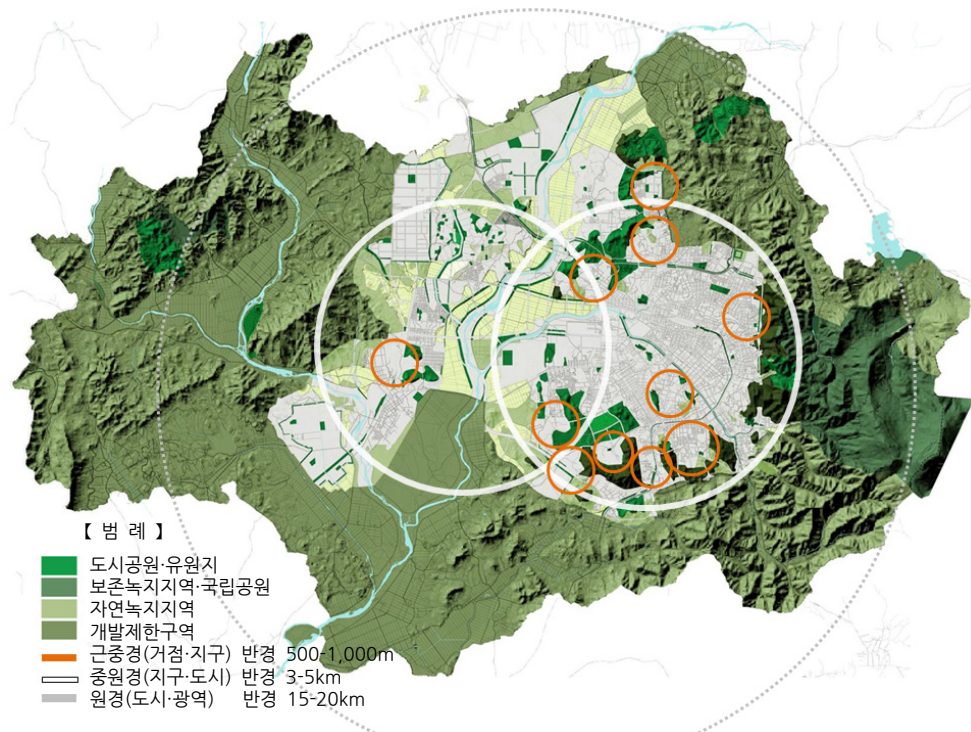 【 범 례 】
도시공원·유원지
보존녹지지역·국립공원
자연녹지지역
개발제한구역
근중경(거점·지구) 반경 500-1,000m
중원경(지구·도시) 반경 3-5km
원경(도시·광역) 반경 15-20km